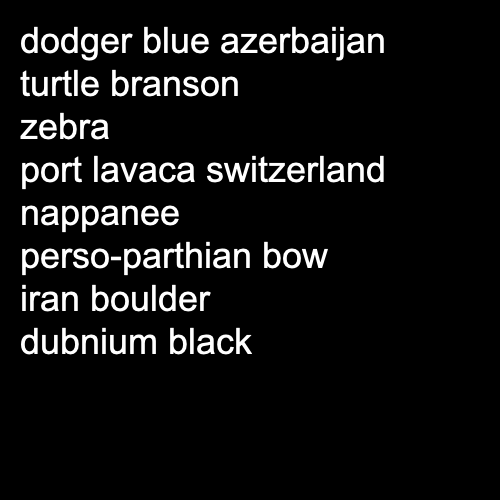 dodger blue azerbaijan
turtle branson
zebra
port lavaca switzerland
nappanee
perso-parthian bow
iran boulder
dubnium black